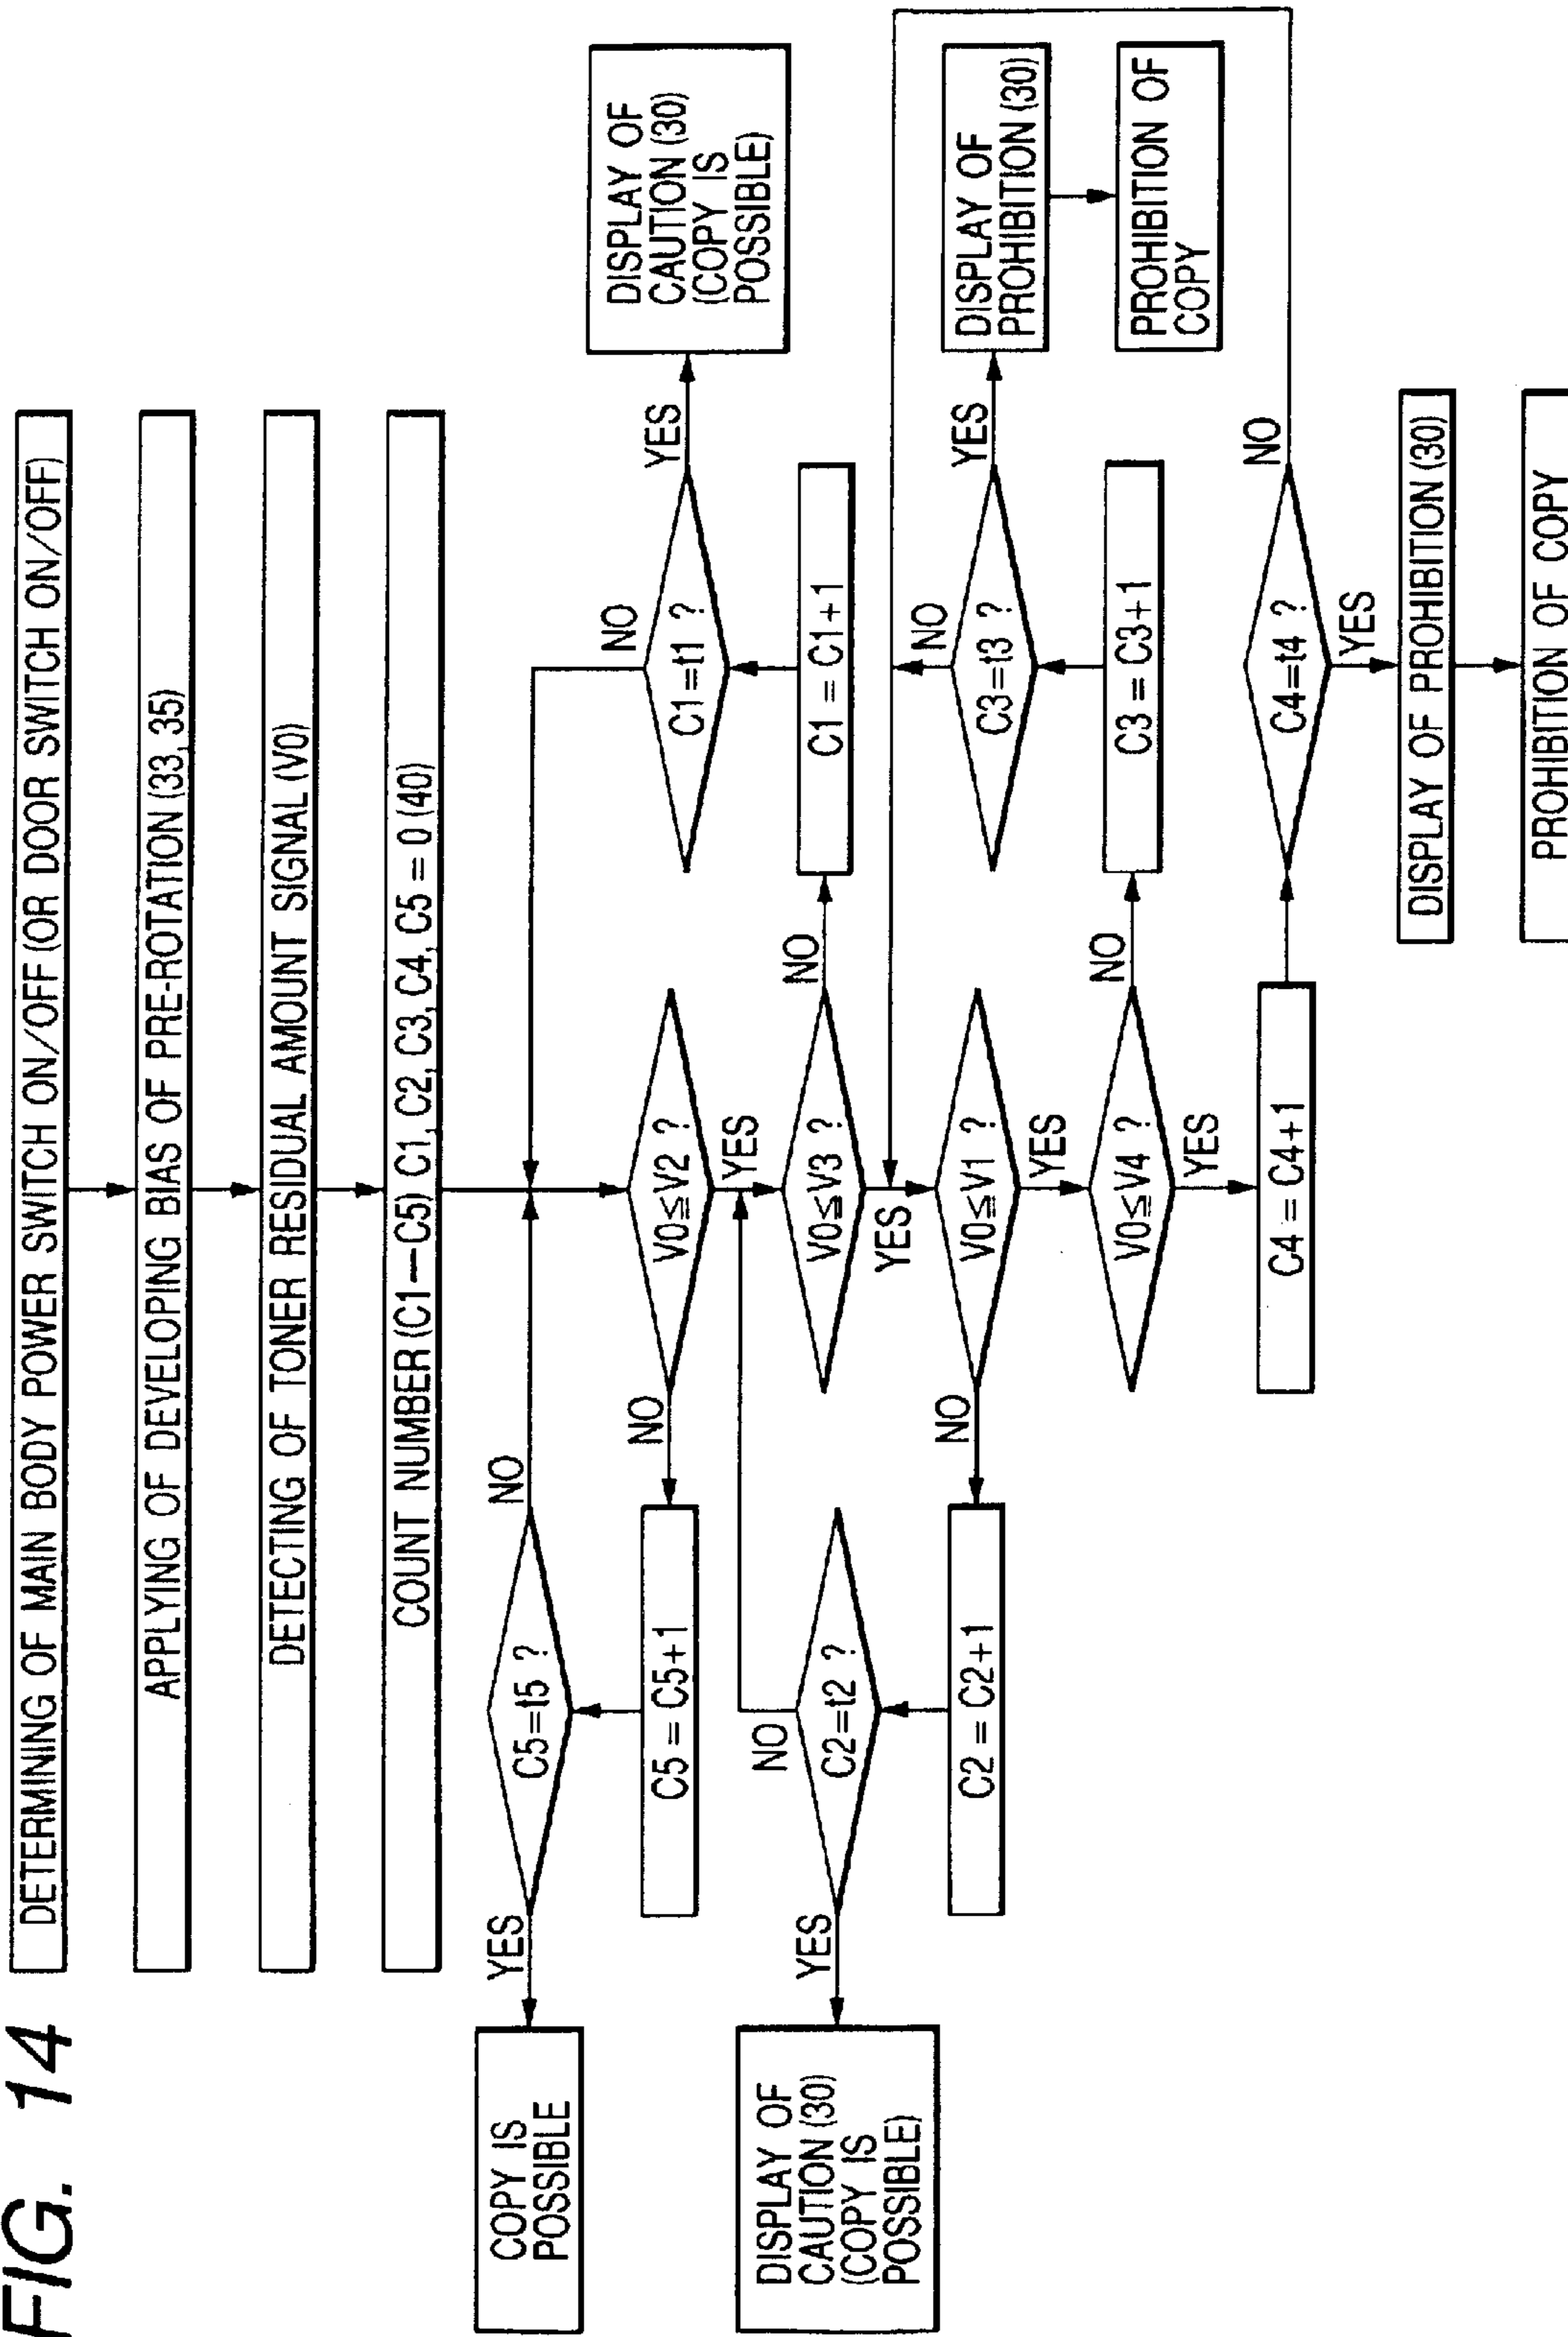 FIG. 14
DETERMINING OF MAIN BODY POWER SWITCH ON/OFF (OR DOOR SWITCH ON/OFF)
APPLYING OF DEVELOPING BIAS OF PRE-ROTATION (33, 35)
DETECTING OF TONER RESIDUAL AMOUNT SIGNAL (V0)
COUNT NUMBER (C1—C5) C1, C2, C3, C4, C5 = 0 (40)
COPY IS
POSSIBLE
YES
C5=t5 ?
NO
C5 = C5+1
NO
V0≦V2 ?
YES
NO
C1=t1 ?
YES
DISPLAY OF
CAUTION (30)
(COPY IS
POSSIBLE)
V0≦V3 ?
NO
C1 = C1+1
YES
DISPLAY OF
CAUTION (30)
(COPY IS
POSSIBLE)
YES
C2=t2 ?
NO
C2 = C2+1
NO
V0≦V1 ?
YES
NO
C3=t3 ?
YES
DISPLAY OF
PROHIBITION (30)
PROHIBITION OF
COPY
V0≦V4 ?
NO
C3 = C3+1
YES
C4 = C4+1
C4=t4 ?
NO
YES
DISPLAY OF PROHIBITION (30)
PROHIBITION OF COPY